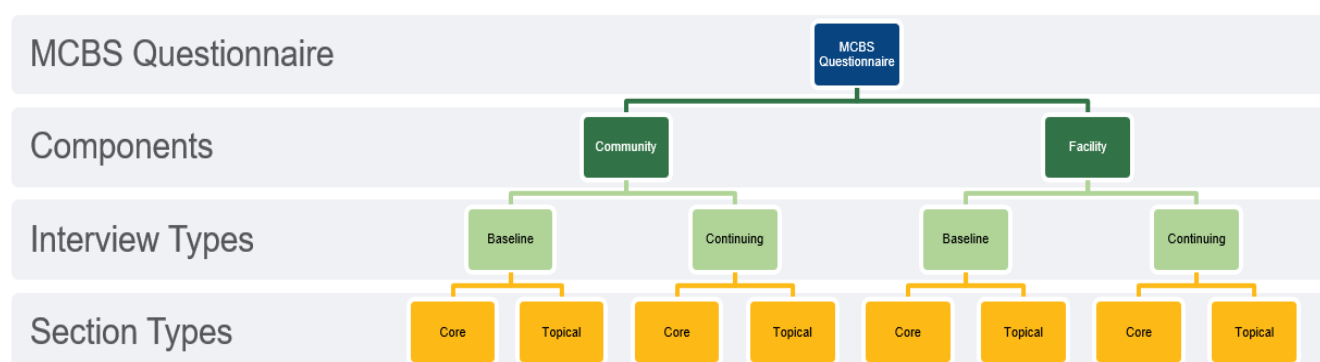 MCBS Questionnaire
MCBS
Questionnaire
Components
Community
Facility
Interview Types
Baseline
Continuing
Baseline
Continuing
Section Types
Core
Topical
Core
Topical
Core
Topical
Core
Topical